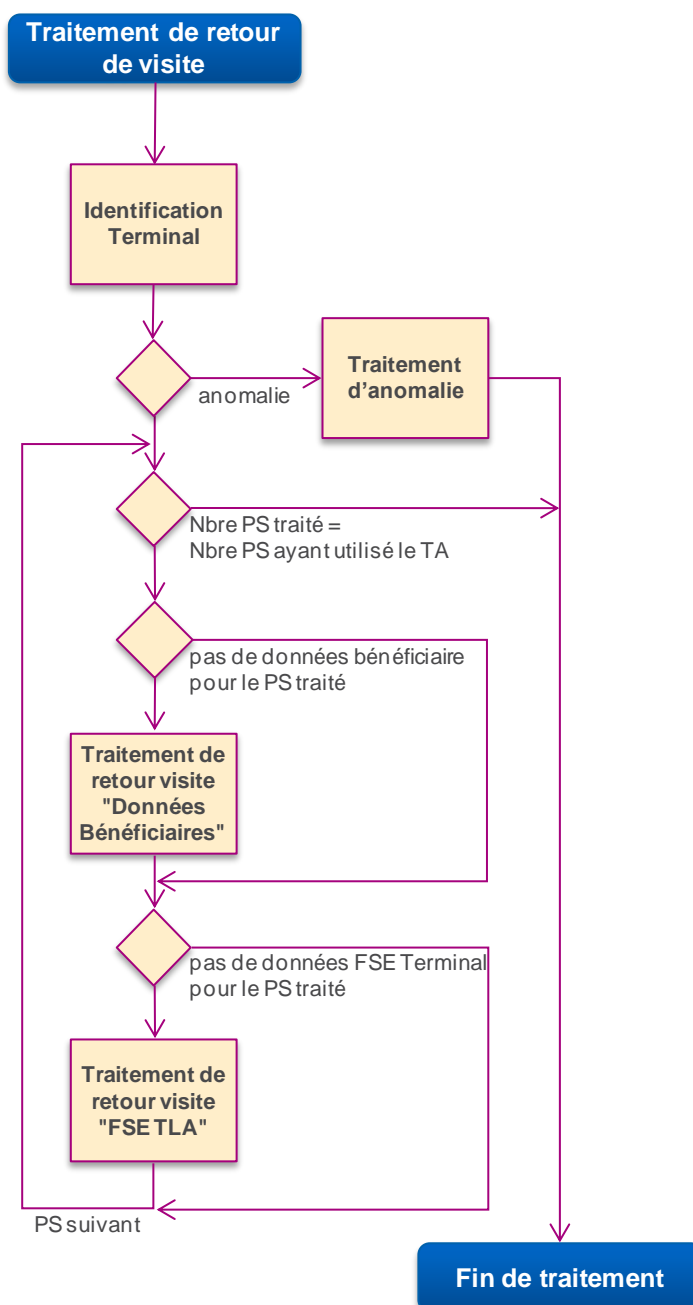 Traitement de retour
de visite
Identification
Terminal
anomalie
Traitement
d'anomalie
Nbre PS traité =
Nbre PS ayant utilisé le TA
pas de données bénéficiaire
pour le PS traité
Traitement de
retour visite
"Données
Bénéficiaires"
pas de données FSE Terminal
pour le PS traité
Traitement de
retour visite
"FSE TLA"
PS suivant
Fin de traitement